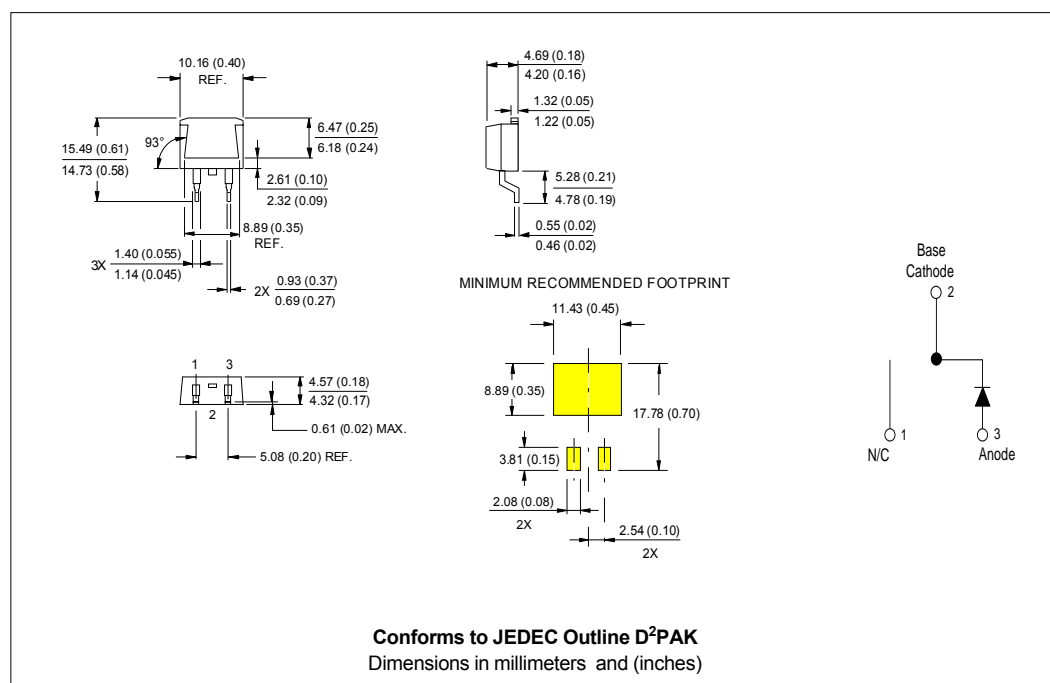 10.16 (0.40)
REF.
93°
15.49 (0.61)
14.73 (0.58)
6.47 (0.25)
6.18 (0.24)
2.61 (0.10)
2.32 (0.09)
8.89 (0.35)
REF.
3X
1.40 (0.055)
1.14 (0.045)
2X
0.93 (0.37)
0.69 (0.27)
4.69 (0.18)
4.20 (0.16)
1.32 (0.05)
1.22 (0.05)
5.28 (0.21)
4.78 (0.19)
0.55 (0.02)
0.46 (0.02)
1 3
2
4.57 (0.18)
4.32 (0.17)
0.61 (0.02) MAX.
5.08 (0.20) REF.
MINIMUM RECOMMENDED FOOTPRINT
11.43 (0.45)
8.89 (0.35)
17.78 (0.70)
3.81 (0.15)
2.08 (0.08)
2X
2.54 (0.10)
2X
Base
Cathode
2
1
N/C
3
Anode
Conforms to JEDEC Outline D²PAK
Dimensions in millimeters and (inches)